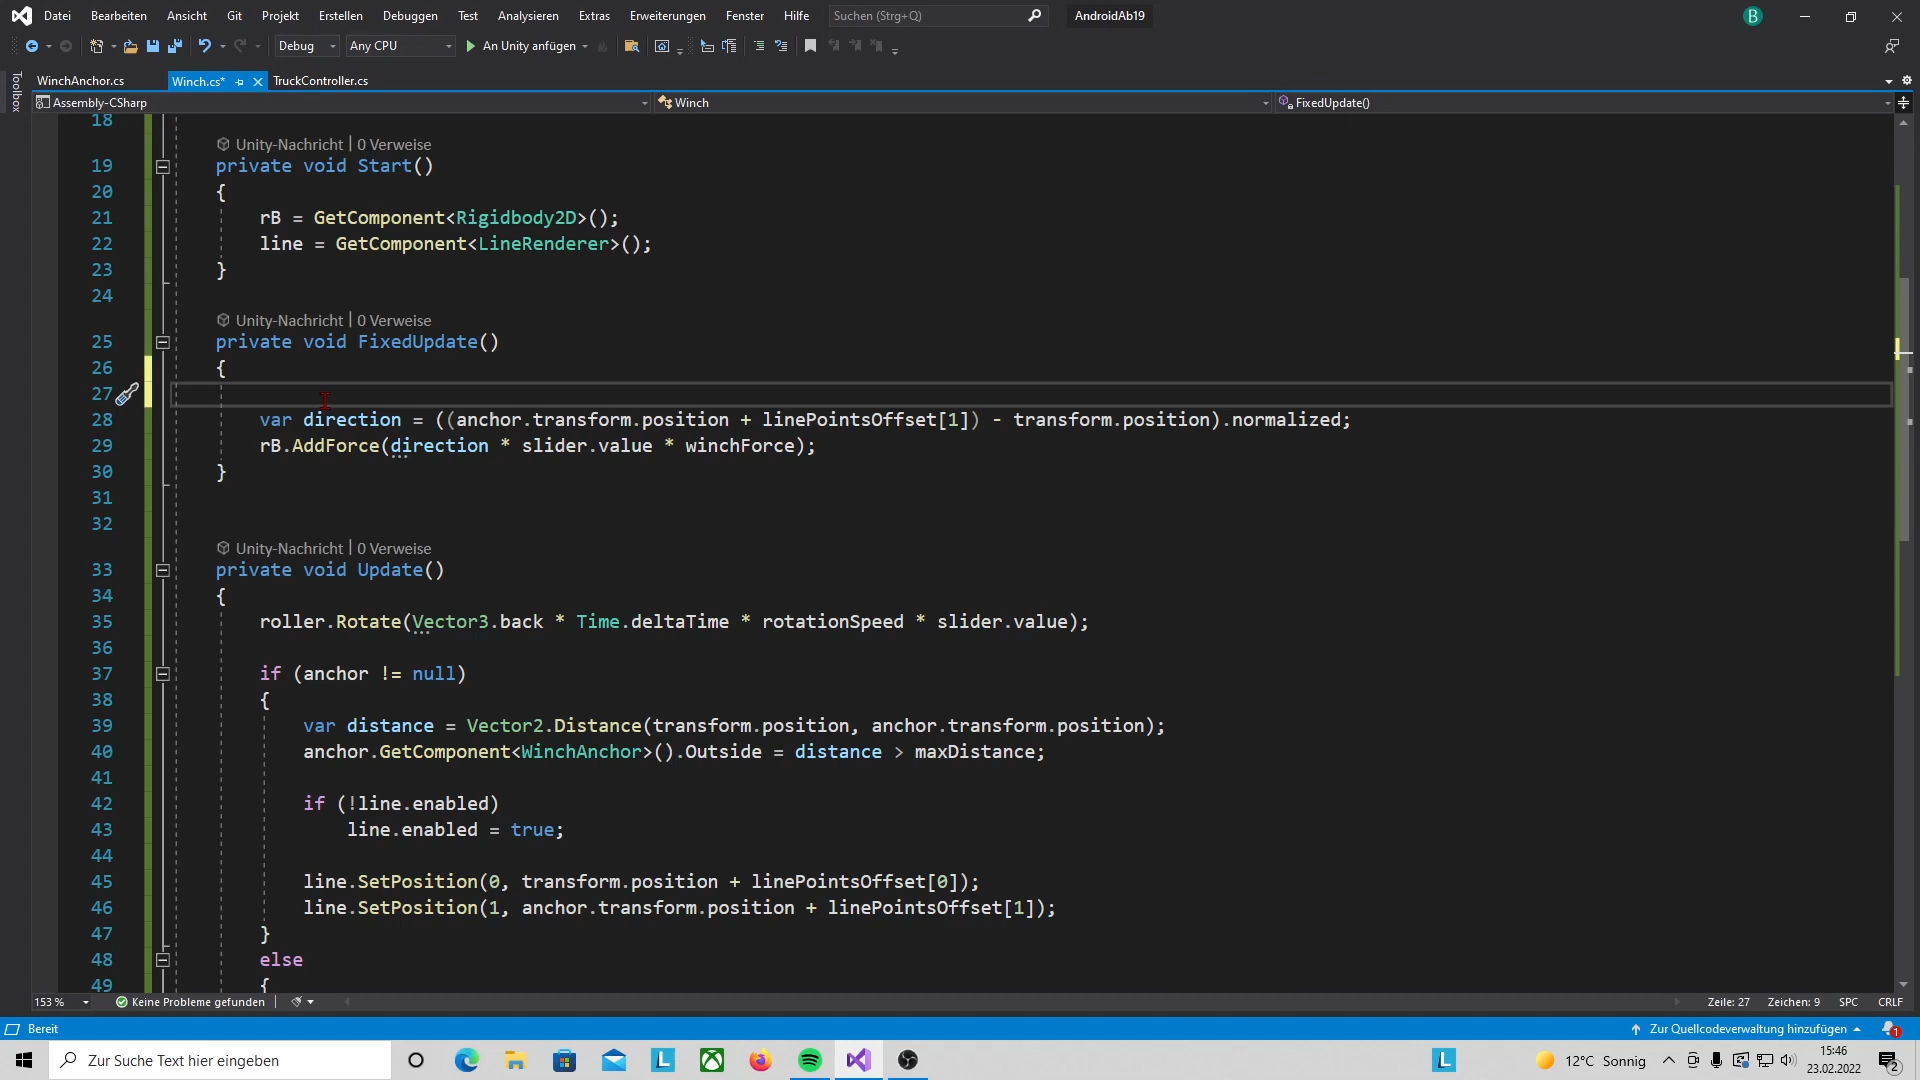 Datei Bearbeiten Ansicht Git Projekt Erstellen Debuggen Test Analysieren Extras Erweiterungen Fenster Hilfe Suchen (Strg+Q) AndroidAb19 B
Debug Any CPU An Unity anfügen
WinchAnchor.cs Winch.cs* TruckController.cs
Toolbox
Assembly-CSharp Winch FixedUpdate()
18
Unity-Nachricht | 0 Verweise
19 private void Start()
20 {
21 rB = GetComponent<Rigidbody2D>();
22 line = GetComponent<LineRenderer>();
23 }
24
Unity-Nachricht | 0 Verweise
25 private void FixedUpdate()
26 {
27
28 var direction = ((anchor.transform.position + linePointsOffset[1]) - transform.position).normalized;
29 rB.AddForce(direction * slider.value * winchForce);
30 }
31
32
Unity-Nachricht | 0 Verweise
33 private void Update()
34 {
35 roller.Rotate(Vector3.back * Time.deltaTime * rotationSpeed * slider.value);
36
37 if (anchor != null)
38 {
39 var distance = Vector2.Distance(transform.position, anchor.transform.position);
40 anchor.GetComponent<WinchAnchor>().Outside = distance > maxDistance;
41
42 if (!line.enabled)
43 line.enabled = true;
44
45 line.SetPosition(0, transform.position + linePointsOffset[0]);
46 line.SetPosition(1, anchor.transform.position + linePointsOffset[1]);
47 }
48 else
49 {
153 % Keine Probleme gefunden Zeile: 27 Zeichen: 9 SPC CRLF
Bereit Zur Quellcodeverwaltung hinzufügen 1
Zur Suche Text hier eingeben L L 12°C Sonnig 15:46
23.02.2022 2